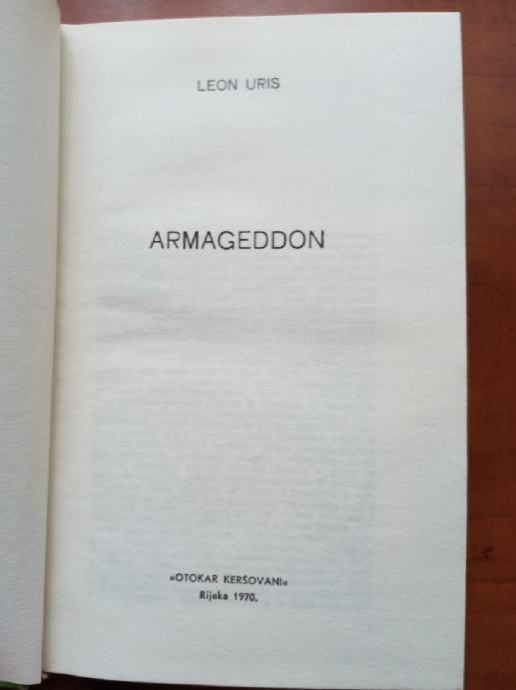 LEON URIS
ARMAGEDDON
»OTOKAR KERŠOVANI«
Rijeka 1970.